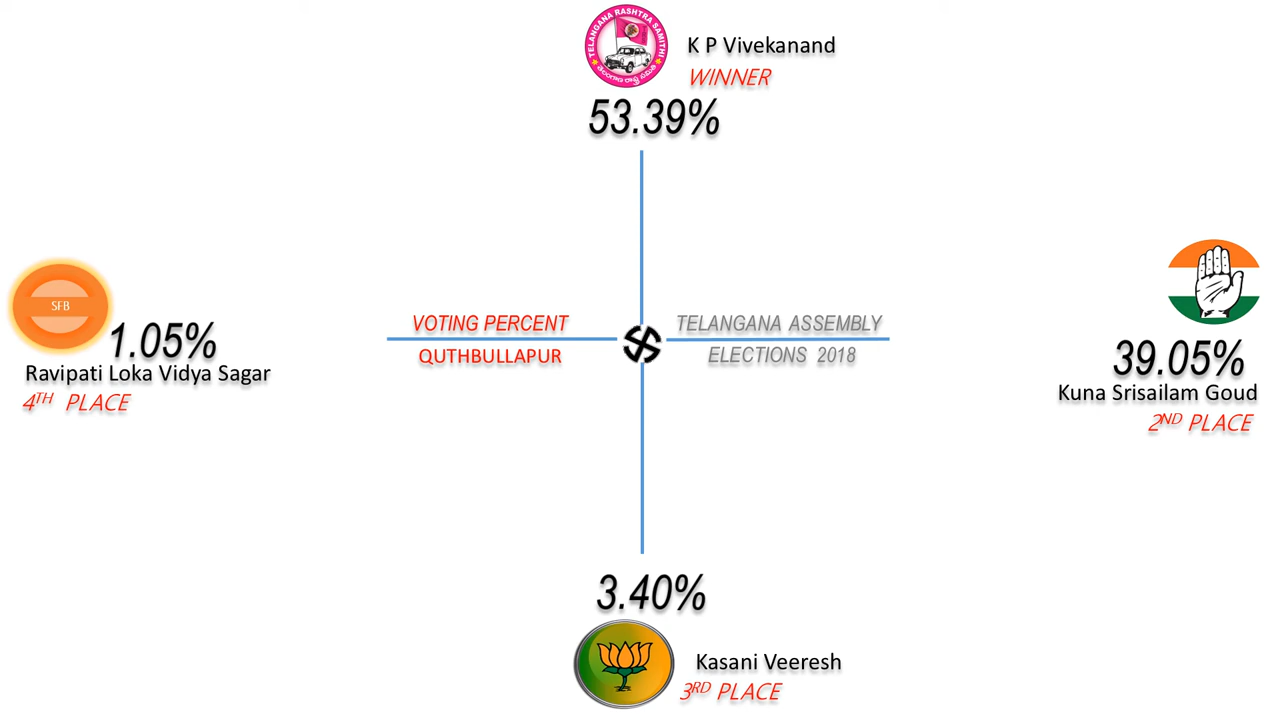 TELANGANA RASHTRA SAMITHI
తెలంగాణ రాష్ట్ర సమితి
K P Vivekanand
WINNER
53.39%
SFB
1.05%
Ravipati Loka Vidya Sagar
4TH PLACE
VOTING PERCENT
QUTHBULLAPUR
TELANGANA ASSEMBLY
ELECTIONS 2018
39.05%
Kuna Srisailam Goud
2ND PLACE
3.40%
Kasani Veeresh
3RD PLACE